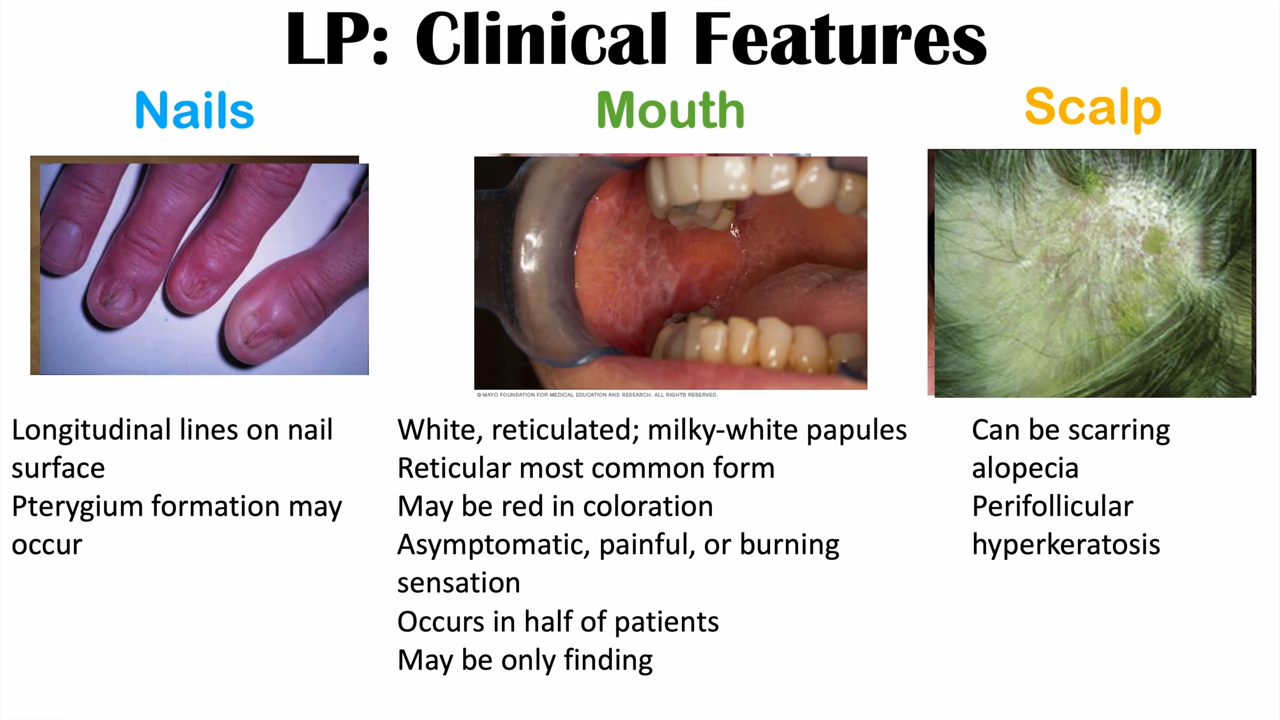 LP: Clinical Features
Nails
Mouth
Scalp
© MAYO FOUNDATION FOR MEDICAL EDUCATION AND RESEARCH. ALL RIGHTS RESERVED.
Longitudinal lines on nail
surface
Pterygium formation may
occur
White, reticulated; milky-white papules
Reticular most common form
May be red in coloration
Asymptomatic, painful, or burning
sensation
Occurs in half of patients
May be only finding
Can be scarring
alopecia
Perifollicular
hyperkeratosis